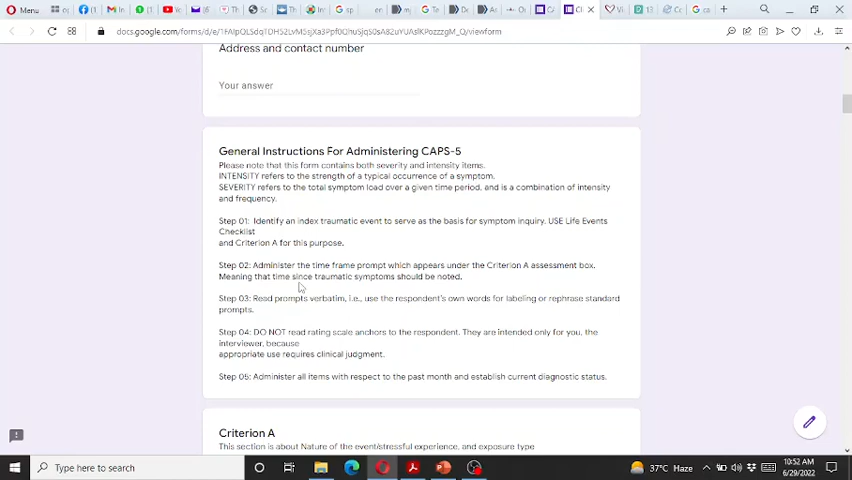 Menu
docs.google.com/forms/d/e/
Address and contact number
Your answer
General Instructions For Administering CAPS-5
Please note that this form contains both severity and intensity items.
INTENSITY refers to the strength of a typical occurrence of a symptom.
SEVERITY refers to the total symptom load over a given time period, and is a combination of intensity
and frequency.
Step 01:  Identify an index traumatic event to serve as the basis for symptom inquiry. USE Life Events
Checklist
and Criterion A for this purpose.
Step 02: Administer the time frame prompt which appears under the Criterion A assessment box.
Meaning that time since traumatic symptoms should be noted.
Step 03: Read prompts verbatim, i.e., use the respondent's own words for labeling or rephrase standard
prompts.
Step 04: DO NOT read rating scale anchors to the respondent. They are intended only for you, the
interviewer, because
appropriate use requires clinical judgment.
Step 05: Administer all items with respect to the past month and establish current diagnostic status.
Criterion A
This section is about Nature of the event/stressful experience, and exposure type
Type here to search
37°C Haze
10:52 AM
6/29/2022